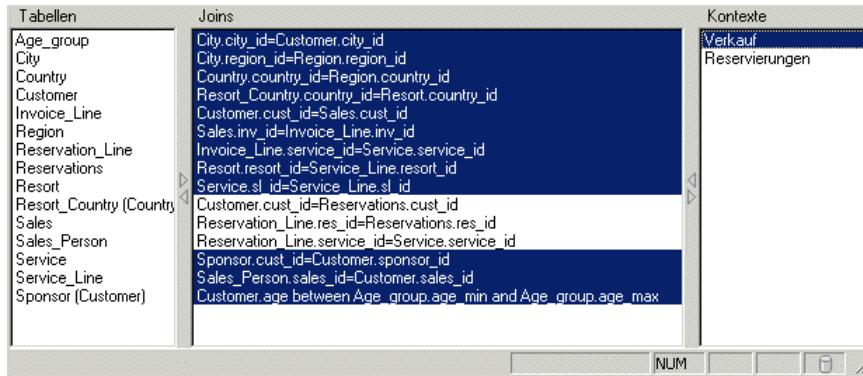 Tabellen
Age_group
City
Country
Customer
Invoice_Line
Region
Reservation_Line
Reservations
Resort
Resort_Country (Country
Sales
Sales_Person
Service
Service_Line
Sponsor (Customer)
Joins
City.city_id=Customer.city_id
City.region_id=Region.region_id
Country.country_id=Region.country_id
Resort_Country.country_id=Resort.country_id
Customer.cust_id=Sales.cust_id
Sales.inv_id=Invoice_Line.inv_id
Invoice_Line.service_id=Service.service_id
Resort.resort_id=Service_Line.resort_id
Service.sl_id=Service_Line.sl_id
Customer.cust_id=Reservations.cust_id
Reservation_Line.res_id=Reservations.res_id
Reservation_Line.service_id=Service.service_id
Sponsor.cust_id=Customer.sponsor_id
Sales_Person.sales_id=Customer.sales_id
Customer.age between Age_group.age_min and Age_group.age_max
Kontexte
Verkauf
Reservierungen
NUM